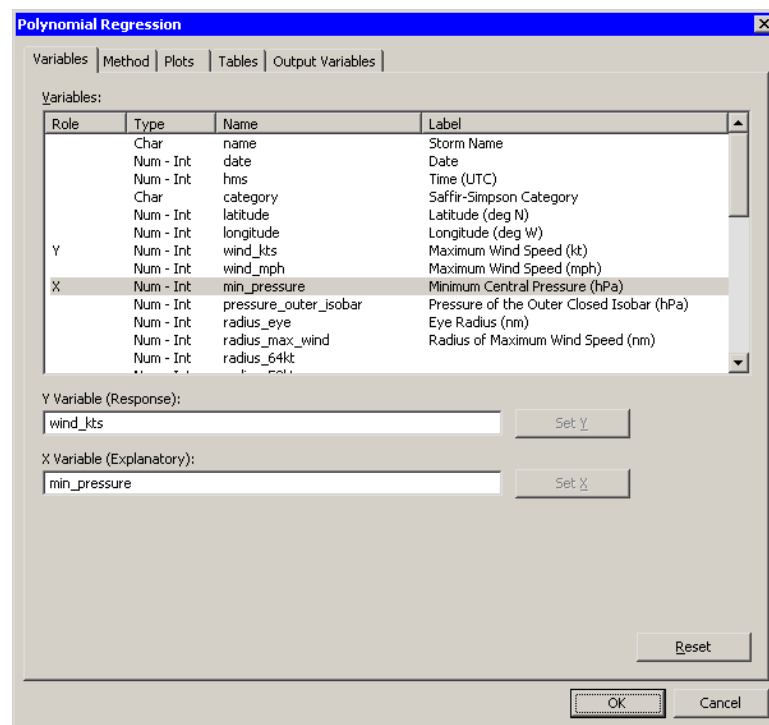 Polynomial Regression
Variables Method Plots Tables Output Variables
Variables:
Role Type Name Label
Char name Storm Name
Num - Int date Date
Num - Int hms Time (UTC)
Char category Saffir-Simpson Category
Num - Int latitude Latitude (deg N)
Num - Int longitude Longitude (deg W)
Y Num - Int wind_kts Maximum Wind Speed (kt)
Num - Int wind_mph Maximum Wind Speed (mph)
X Num - Int min_pressure Minimum Central Pressure (hPa)
Num - Int pressure_outer_isobar Pressure of the Outer Closed Isobar (hPa)
Num - Int radius_eye Eye Radius (nm)
Num - Int radius_max_wind Radius of Maximum Wind Speed (nm)
Num - Int radius_64kt
Y Variable (Response):
wind_kts Set Y
X Variable (Explanatory):
min_pressure Set X
Reset
OK Cancel